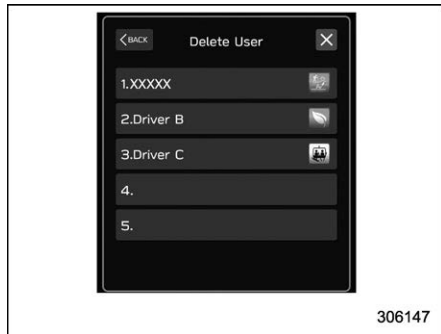 BACK Delete User X
1.XXXXX
2.Driver B
3.Driver C
4.
5.
306147